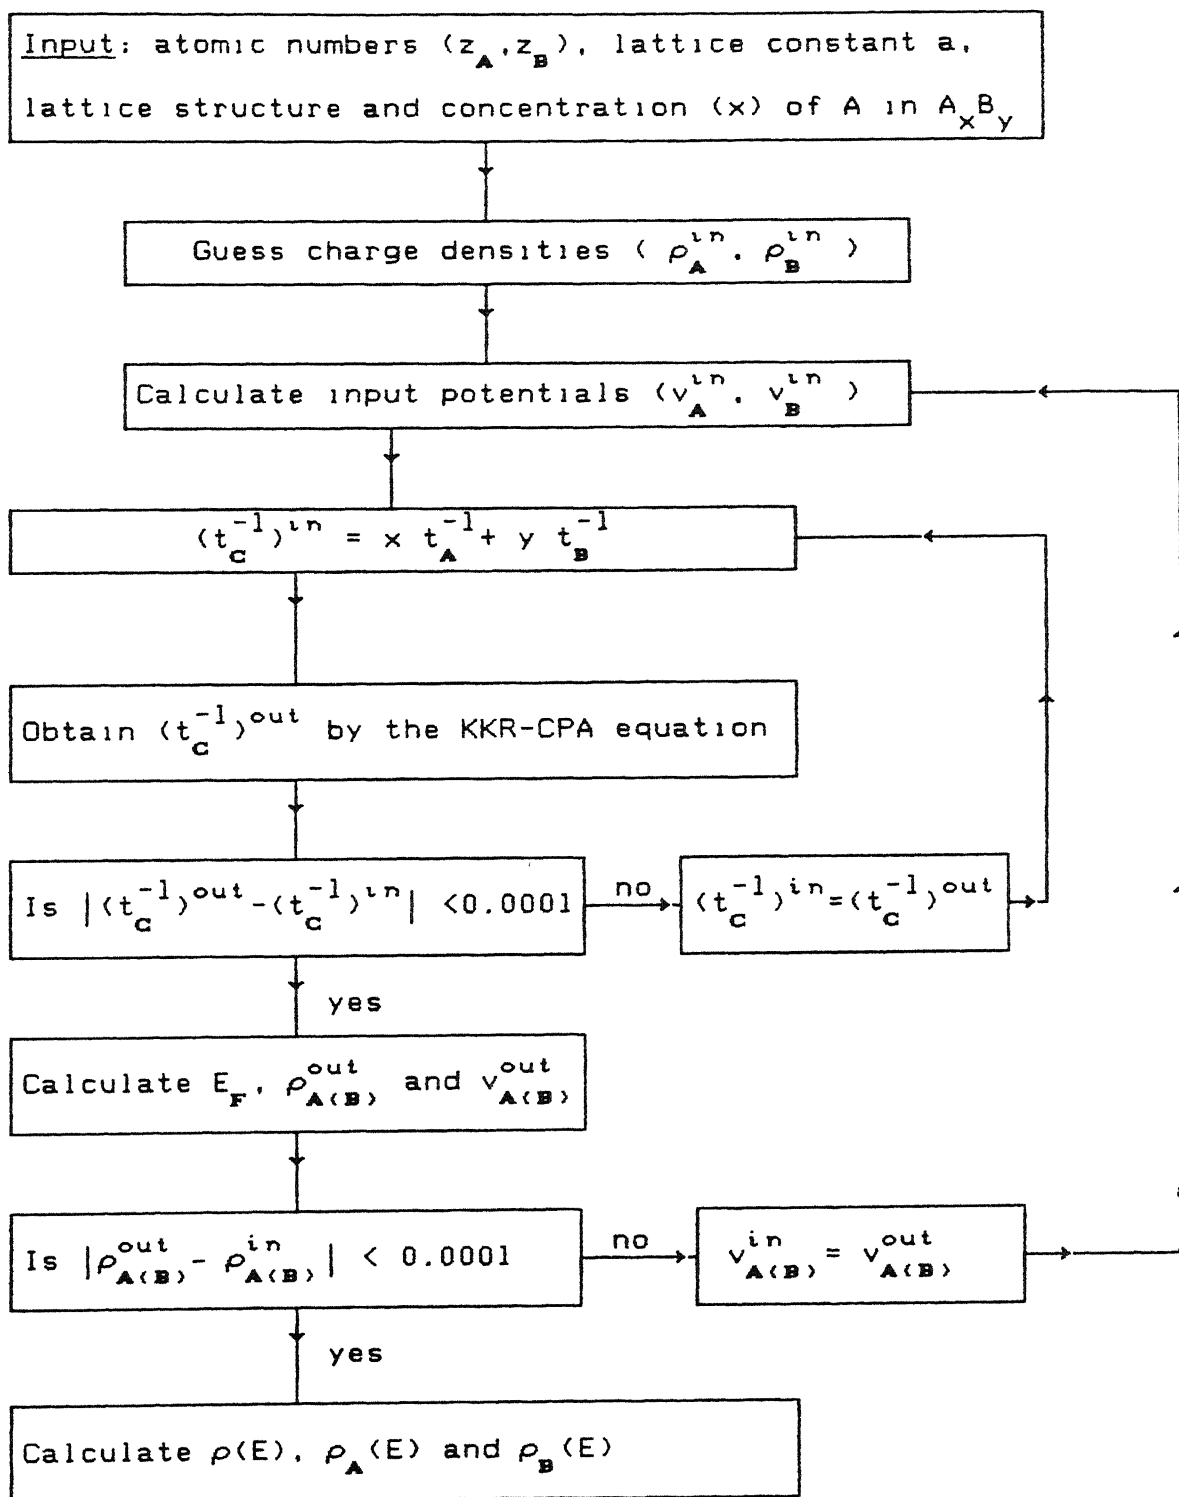 Input: atomic numbers (z_A, z_B), lattice constant a,
lattice structure and concentration (x) of A in A_xB_y
Guess charge densities ( ρ_A^in, ρ_B^in )
Calculate input potentials (v_A^in, v_B^in )
(t_C^-1)^in = x t_A^-1 + y t_B^-1
Obtain (t_C^-1)^out by the KKR-CPA equation
Is |(t_C^-1)^out - (t_C^-1)^in| <0.0001
no
(t_C^-1)^in = (t_C^-1)^out
yes
Calculate E_F, ρ_A(B)^out and v_A(B)^out
Is |ρ_A(B)^out - ρ_A(B)^in| < 0.0001
no
v_A(B)^in = v_A(B)^out
yes
Calculate ρ(E), ρ_A(E) and ρ_B(E)